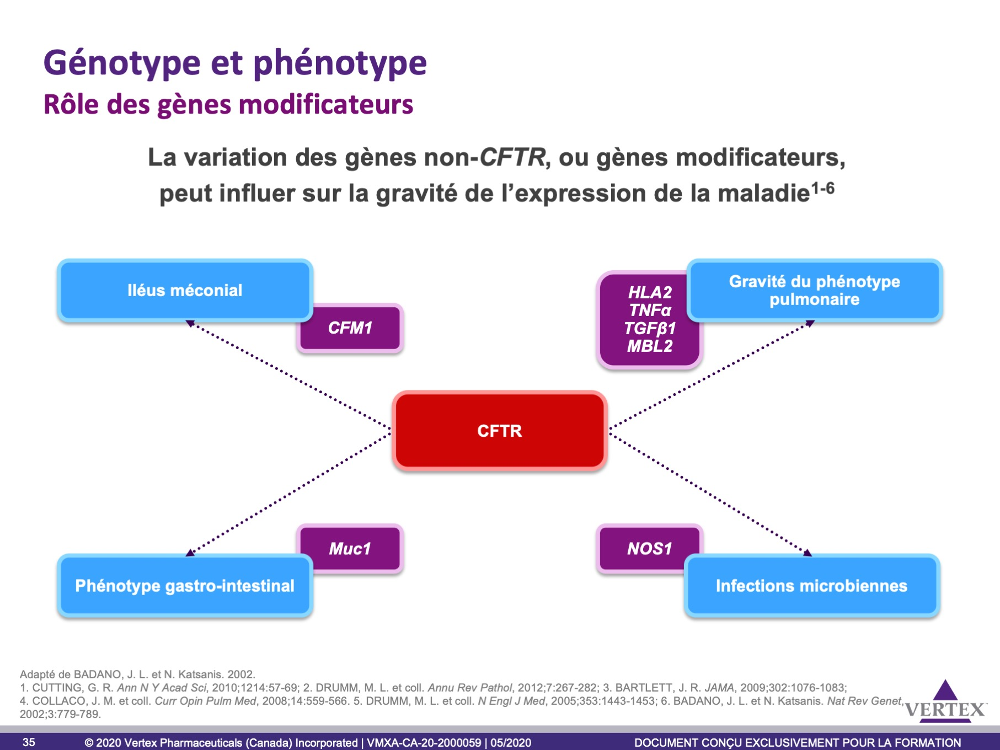 Génotype et phénotype
Rôle des gènes modificateurs
La variation des gènes non-CFTR, ou gènes modificateurs,
peut influer sur la gravité de l’expression de la maladie1-6
Iléus méconial
CFM1
HLA2
TNFα
TGFβ1
MBL2
Gravité du phénotype
pulmonaire
CFTR
Muc1
Phénotype gastro-intestinal
NOS1
Infections microbiennes
Adapté de BADANO, J. L. et N. Katsanis. 2002.
1. CUTTING, G. R. Ann N Y Acad Sci, 2010;1214:57-69; 2. DRUMM, M. L. et coll. Annu Rev Pathol, 2012;7:267-282; 3. BARTLETT, J. R. JAMA, 2009;302:1076-1083;
4. COLLACO, J. M. et coll. Curr Opin Pulm Med, 2008;14:559-566. 5. DRUMM, M. L. et coll. N Engl J Med, 2005;353:1443-1453; 6. BADANO, J. L. et N. Katsanis. Nat Rev Genet,
2002;3:779-789.
VERTEX
35
© 2020 Vertex Pharmaceuticals (Canada) Incorporated | VMXA-CA-20-2000059 | 05/2020
DOCUMENT CONÇU EXCLUSIVEMENT POUR LA FORMATION